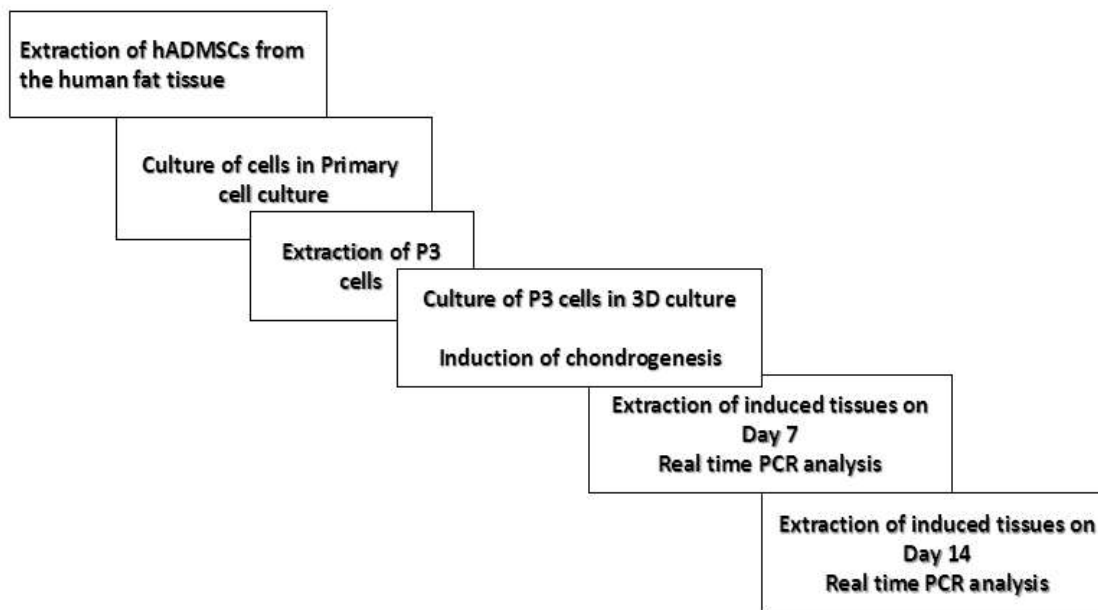 Extraction of hADMSCs from
the human fat tissue
Culture of cells in Primary
cell culture
Extraction of P3
cells
Culture of P3 cells in 3D culture
Induction of chondrogenesis
Extraction of induced tissues on
Day 7
Real time PCR analysis
Extraction of induced tissues on
Day 14
Real time PCR analysis